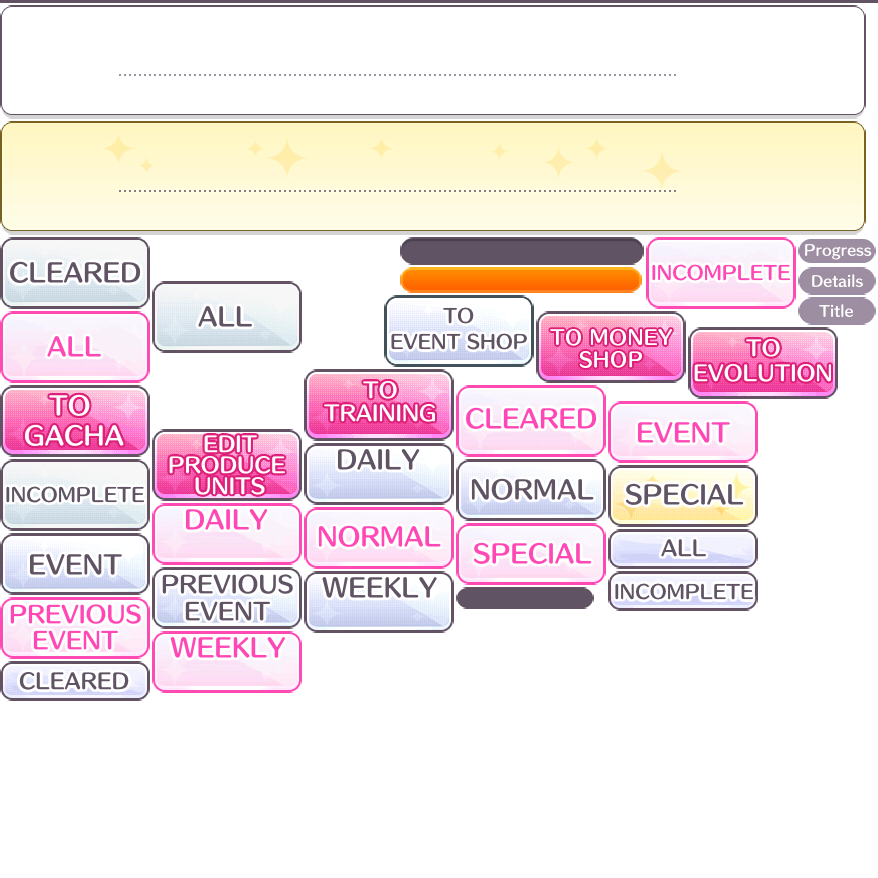 CLEARED
INCOMPLETE
Progress
Details
Title
ALL
TO
EVENT SHOP
TO MONEY
SHOP
TO
EVOLUTION
ALL
TO
GACHA
TO
TRAINING
CLEARED
EVENT
EDIT
PRODUCE
UNITS
DAILY
INCOMPLETE
NORMAL
SPECIAL
DAILY
NORMAL
SPECIAL
ALL
EVENT
PREVIOUS
EVENT
WEEKLY
INCOMPLETE
PREVIOUS
EVENT
WEEKLY
CLEARED